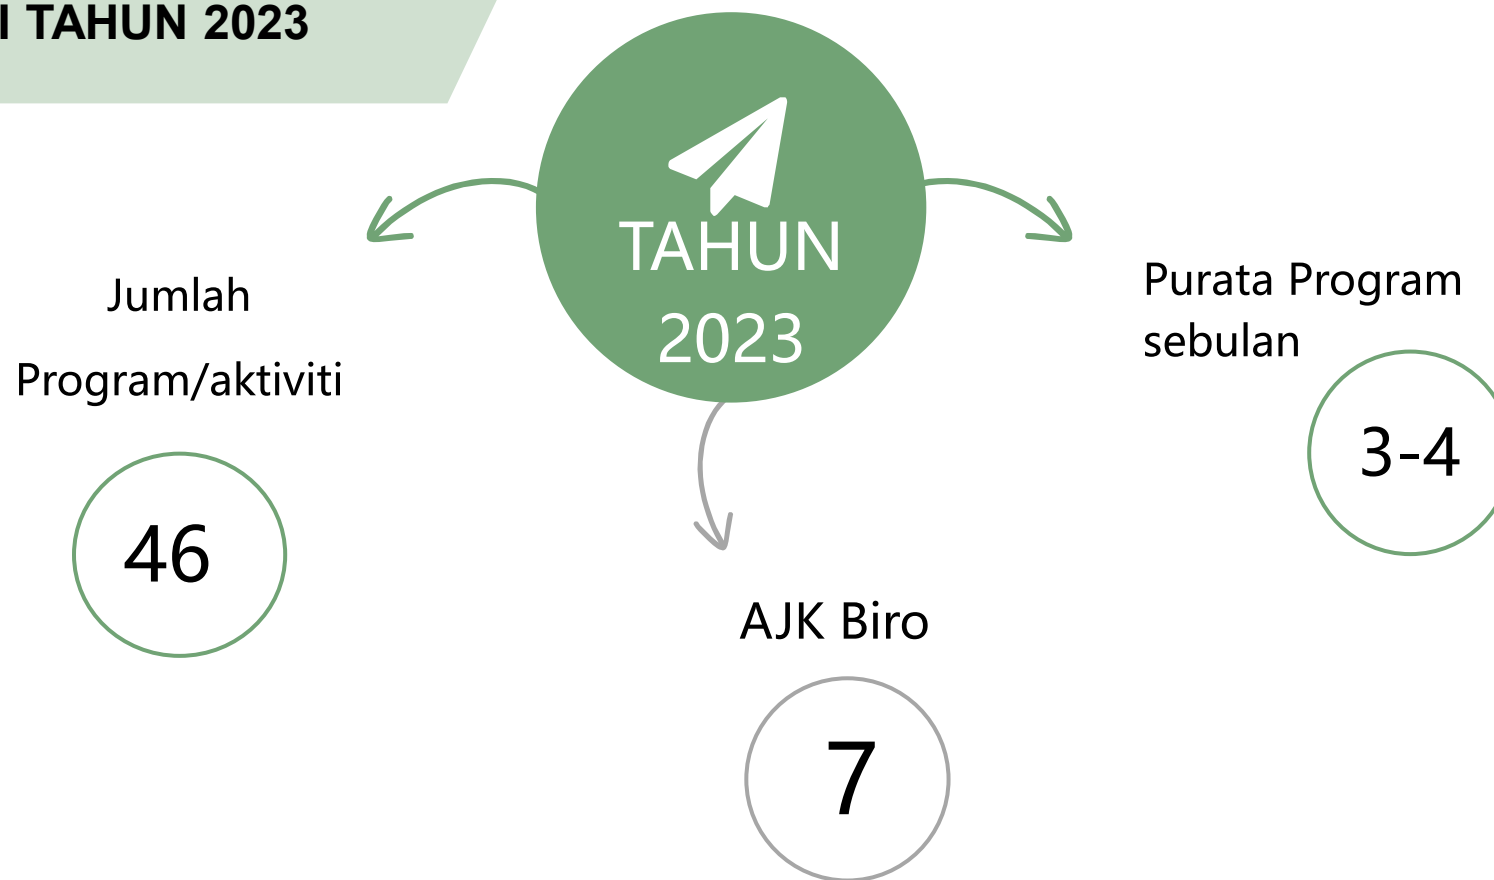 I TAHUN 2023
TAHUN
2023
Jumlah
Program/aktiviti
46
Purata Program
sebulan
3-4
AJK Biro
7